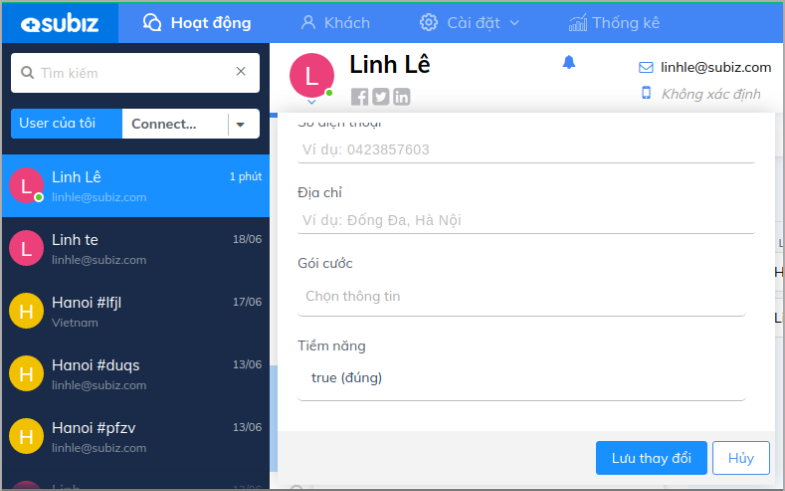 subiz
Hoạt động
Khách
Cài đặt
Thống kê
Tìm kiếm
User của tôi
Connect...
Linh Lê
1 phút
linhle@subiz.com
Linh te
18/06
linhle@subiz.com
Hanoi #lfjl
17/06
Vietnam
Hanoi #duqs
13/06
linhle@subiz.com
Hanoi #pfzv
13/06
linhle@subiz.com
Linh
13/06
L
L
L
H
H
H
Linh Lê
linhle@subiz.com
Không xác định
Số điện thoại
Ví dụ: 0423857603
Địa chỉ
Ví dụ: Đống Đa, Hà Nội
Gói cước
Chọn thông tin
Tiềm năng
true (đúng)
Lưu thay đổi
Hủy